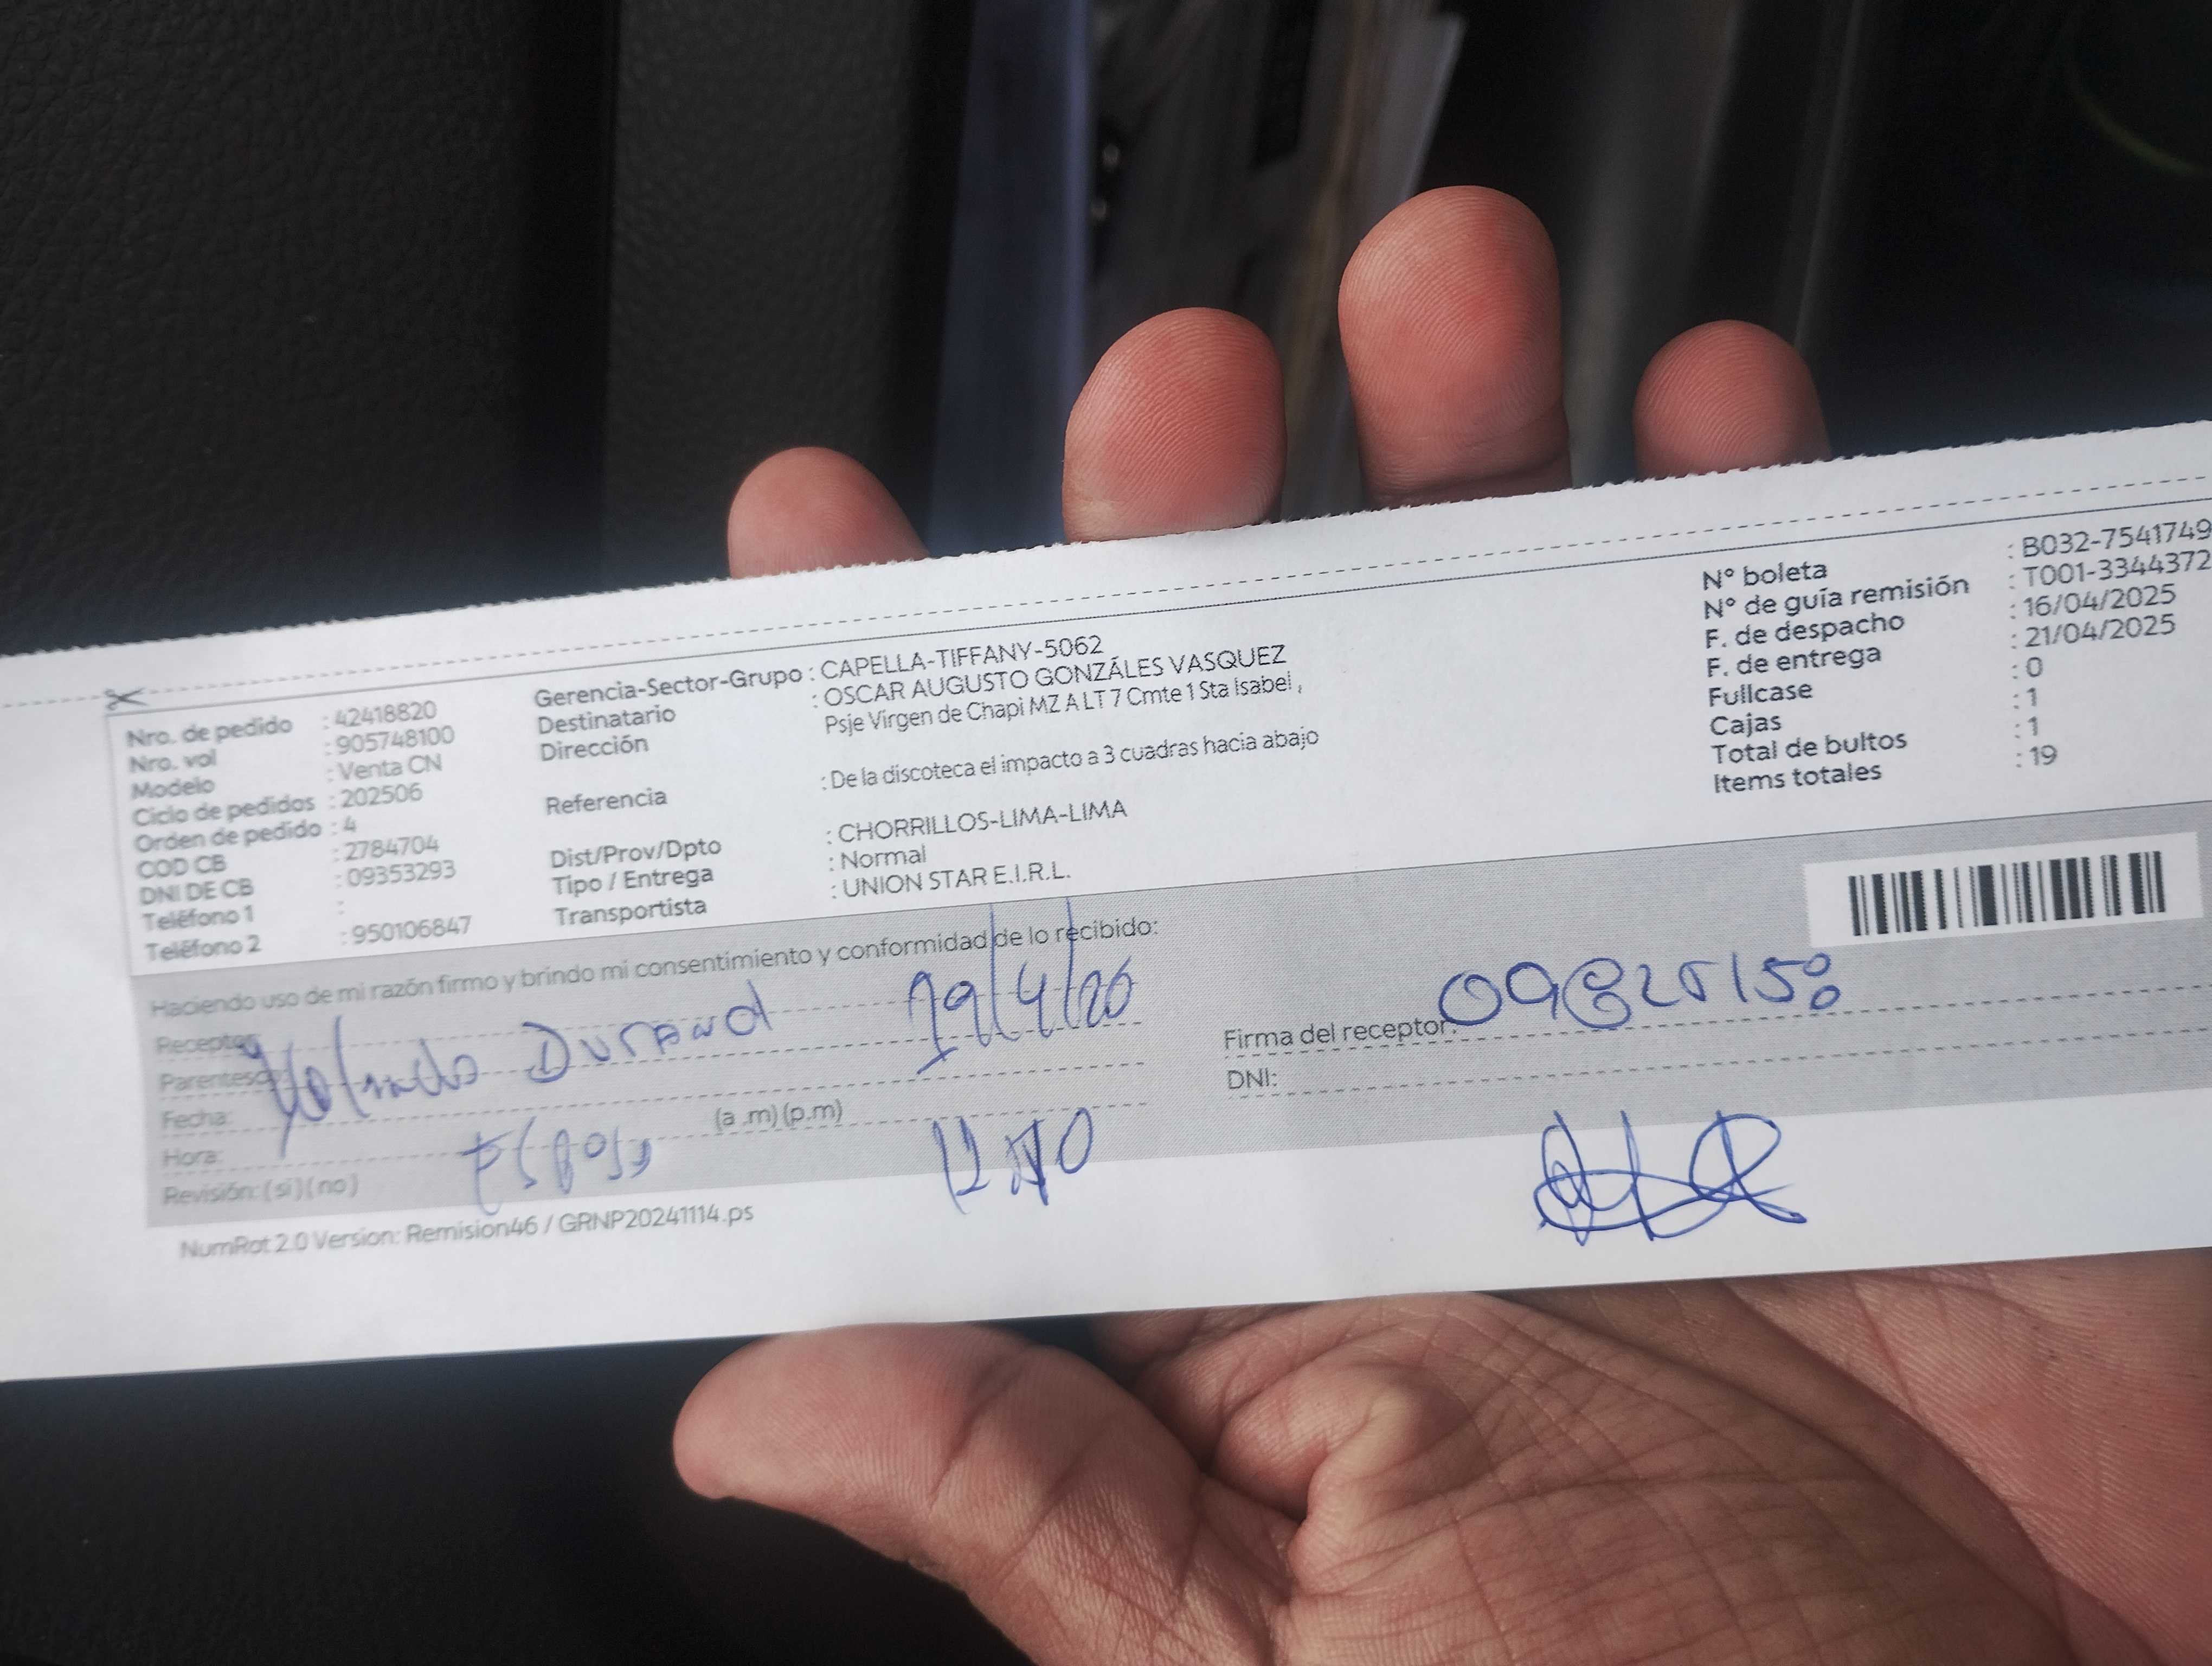 Nro. de pedido : 42418820
Nro. vol : 905748100
Modelo : Venta CN
Ciclo de pedidos : 202506
Orden de pedido : 4
COD CB : 2784704
DNI DE CB : 09353293
Teléfono 1 :
Teléfono 2 : 950106847
Gerencia-Sector-Grupo : CAPELLA-TIFFANY-5062
Destinatario : OSCAR AUGUSTO GONZÁLES VASQUEZ
Dirección Psje Virgen de Chapi MZ A LT 7 Cmte 1 Sta Isabel ,
Referencia : De la discoteca el impacto a 3 cuadras hacia abajo
Dist/Prov/Dpto : CHORRILLOS-LIMA-LIMA
Tipo / Entrega : Normal
Transportista : UNION STAR E.I.R.L.
N° boleta : B032-7541749
N° de guía remisión : T001-3344372
F. de despacho : 16/04/2025
F. de entrega : 21/04/2025
Fullcase : 0
Cajas : 1
Total de bultos : 1
Items totales : 19
Haciendo uso de mi razón firmo y brindo mi consentimiento y conformidad de lo recibido:
Receptor:
Durand
Parentesco:
Fecha:
Hora: (a .m) (p.m)
Revisión: ( si ) ( no )
Firma del receptor:
DNI:
NumRot 2.0 Version: Remision46 / GRNP20241114.ps